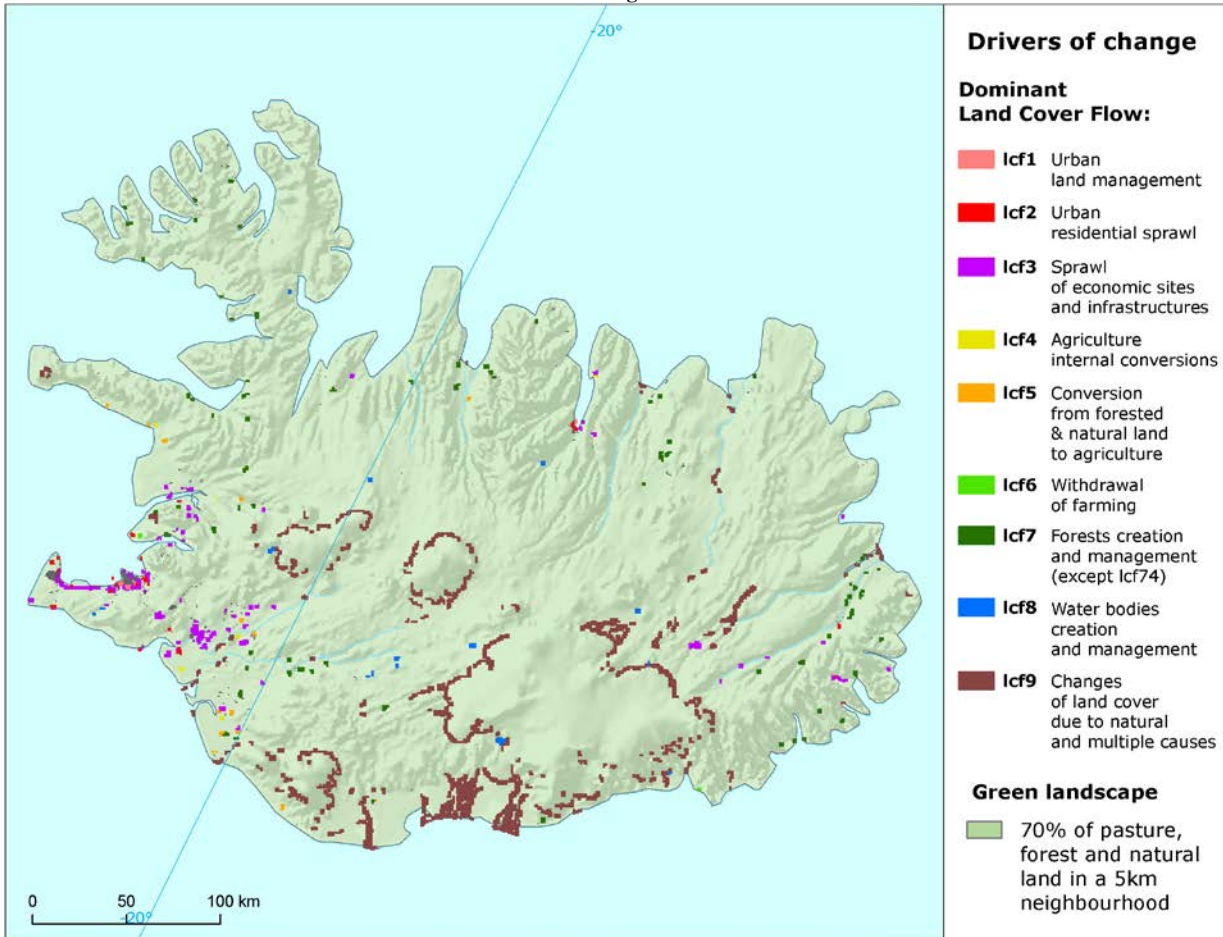 -20°
Drivers of change
Dominant
Land Cover Flow:
lcf1 Urban
land management
lcf2 Urban
residential sprawl
lcf3 Sprawl
of economic sites
and infrastructures
lcf4 Agriculture
internal conversions
lcf5 Conversion
from forested
& natural land
to agriculture
lcf6 Withdrawal
of farming
lcf7 Forests creation
and management
(except lcf74)
lcf8 Water bodies
creation
and management
lcf9 Changes
of land cover
due to natural
and multiple causes
Green landscape
70% of pasture,
forest and natural
land in a 5km
neighbourhood
0 50 100 km
-20°